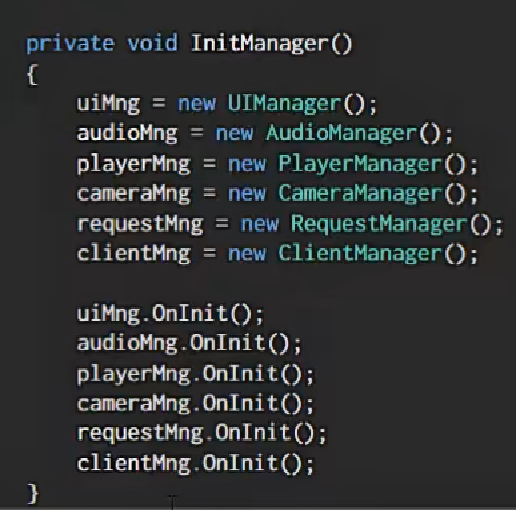 private void InitManager()
{
    uiMng = new UIManager();
    audioMng = new AudioManager();
    playerMng = new PlayerManager();
    cameraMng = new CameraManager();
    requestMng = new RequestManager();
    clientMng = new ClientManager();

    uiMng.OnInit();
    audioMng.OnInit();
    playerMng.OnInit();
    cameraMng.OnInit();
    requestMng.OnInit();
    clientMng.OnInit();
}